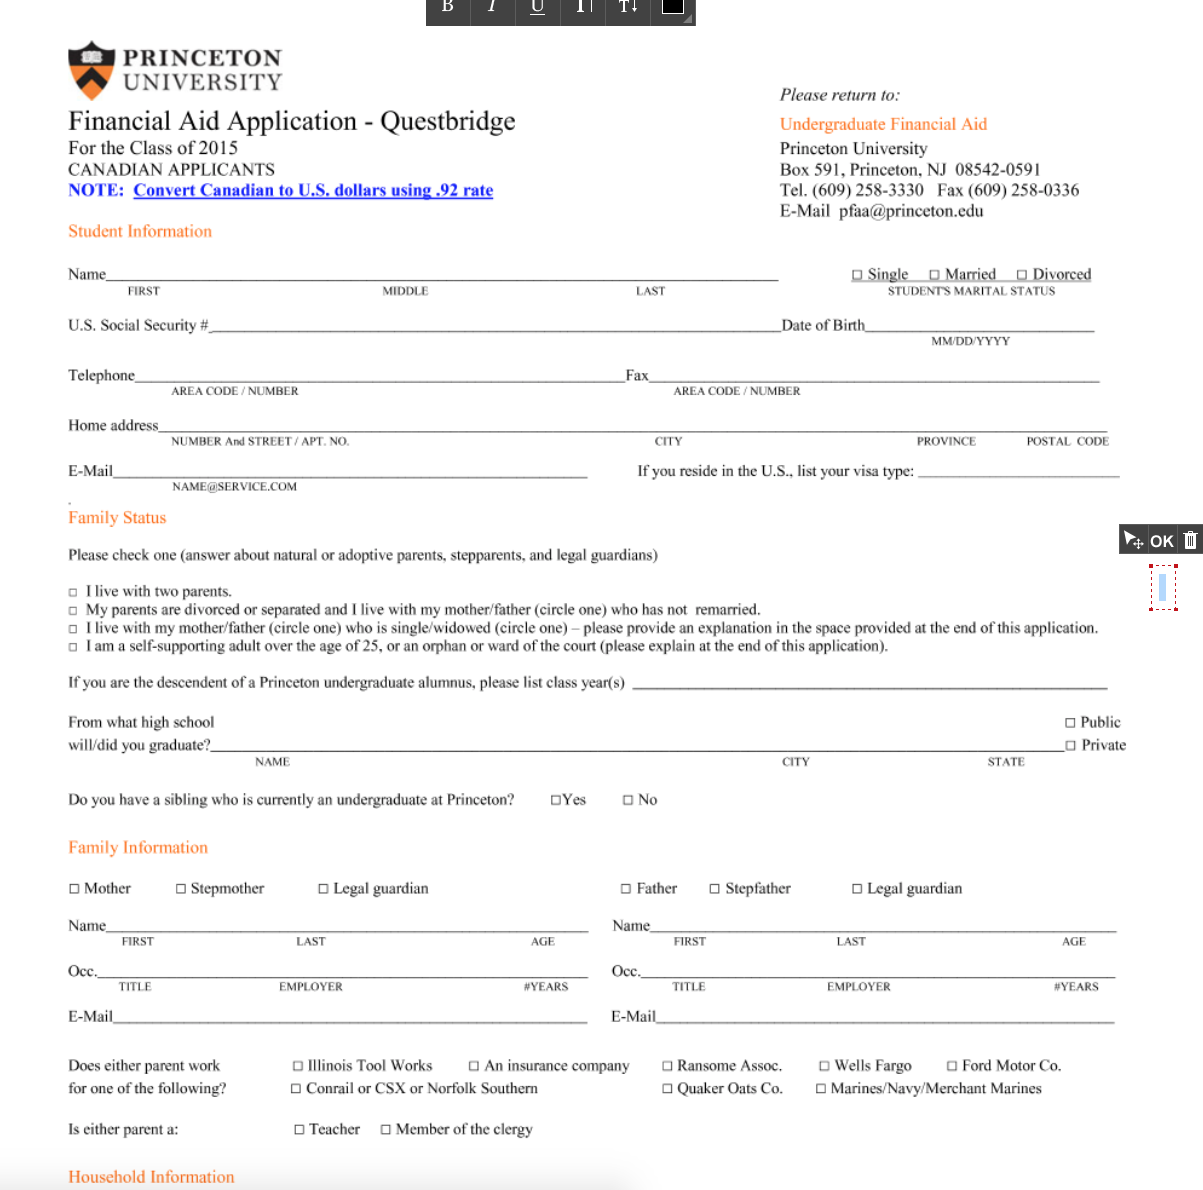 B I U T↑ T↓
PRINCETON
UNIVERSITY
Financial Aid Application - Questbridge
For the Class of 2015
CANADIAN APPLICANTS
NOTE: Convert Canadian to U.S. dollars using .92 rate
Please return to:
Undergraduate Financial Aid
Princeton University
Box 591, Princeton, NJ 08542-0591
Tel. (609) 258-3330 Fax (609) 258-0336
E-Mail pfaa@princeton.edu
Student Information
Name □ Single □ Married □ Divorced
FIRST MIDDLE LAST STUDENT'S MARITAL STATUS
U.S. Social Security # Date of Birth
MM/DD/YYYY
Telephone Fax
AREA CODE / NUMBER AREA CODE / NUMBER
Home address
NUMBER And STREET / APT. NO. CITY PROVINCE POSTAL CODE
E-Mail If you reside in the U.S., list your visa type:
NAME@SERVICE.COM
.
Family Status
OK
Please check one (answer about natural or adoptive parents, stepparents, and legal guardians)
□ I live with two parents.
□ My parents are divorced or separated and I live with my mother/father (circle one) who has not remarried.
□ I live with my mother/father (circle one) who is single/widowed (circle one) – please provide an explanation in the space provided at the end of this application.
□ I am a self-supporting adult over the age of 25, or an orphan or ward of the court (please explain at the end of this application).
If you are the descendent of a Princeton undergraduate alumnus, please list class year(s)
From what high school □ Public
will/did you graduate? □ Private
NAME CITY STATE
Do you have a sibling who is currently an undergraduate at Princeton? □Yes □ No
Family Information
□ Mother □ Stepmother □ Legal guardian □ Father □ Stepfather □ Legal guardian
Name Name
FIRST LAST AGE FIRST LAST AGE
Occ. Occ.
TITLE EMPLOYER #YEARS TITLE EMPLOYER #YEARS
E-Mail E-Mail
Does either parent work □ Illinois Tool Works □ An insurance company □ Ransome Assoc. □ Wells Fargo □ Ford Motor Co.
for one of the following? □ Conrail or CSX or Norfolk Southern □ Quaker Oats Co. □ Marines/Navy/Merchant Marines
Is either parent a: □ Teacher □ Member of the clergy
Household Information